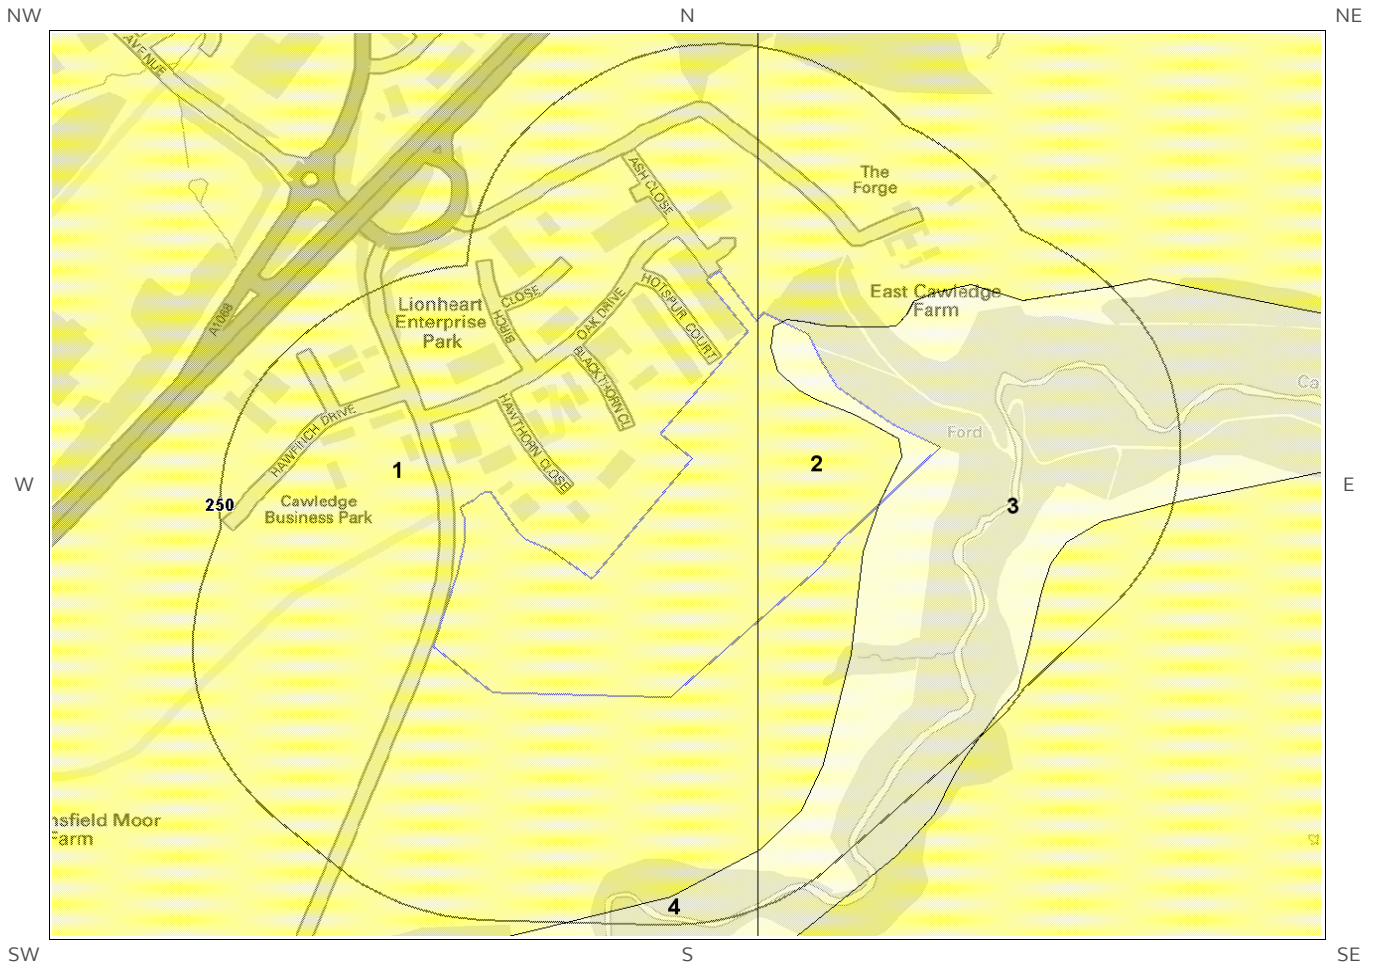 NW
N
NE
AVENUE
ASH CLOSE
The
Forge
HOTSPUR COURT
East Cawledge
Farm
A1068
Lionheart
Enterprise
Park
CLOSE
BIRCH
OAK DRIVE
BLACKTHORN CL
Ca
HAWFINCH DRIVE
HAWTHORN CLOSE
Ford
1
2
W
E
250
Cawledge
Business Park
3
nsfield Moor
Farm
4
SW
S
SE